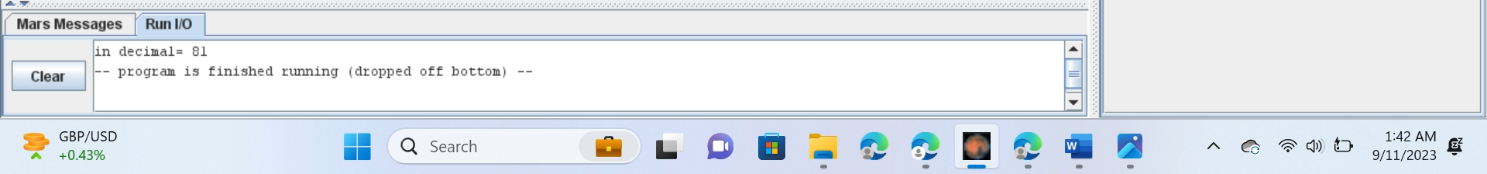 Mars Messages Run I/O
in decimal= 81
-- program is finished running (dropped off bottom) --
Clear
GBP/USD
+0.43%
Search
1:42 AM
9/11/2023